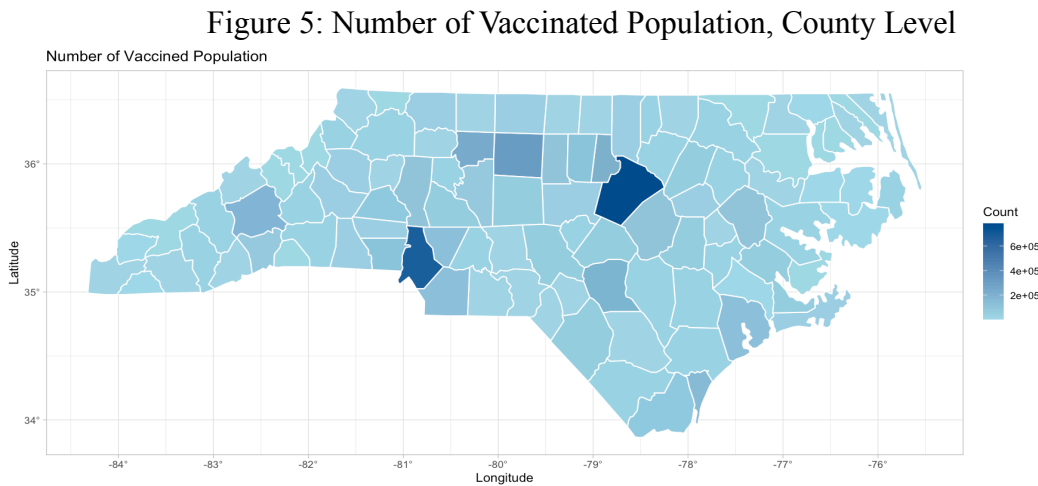 Figure 5: Number of Vaccinated Population, County Level
Number of Vaccined Population
36°
35°
34°
Latitude
-84°
-83°
-82°
-81°
-80°
-79°
-78°
-77°
-76°
Longitude
Count
6e+05
4e+05
2e+05